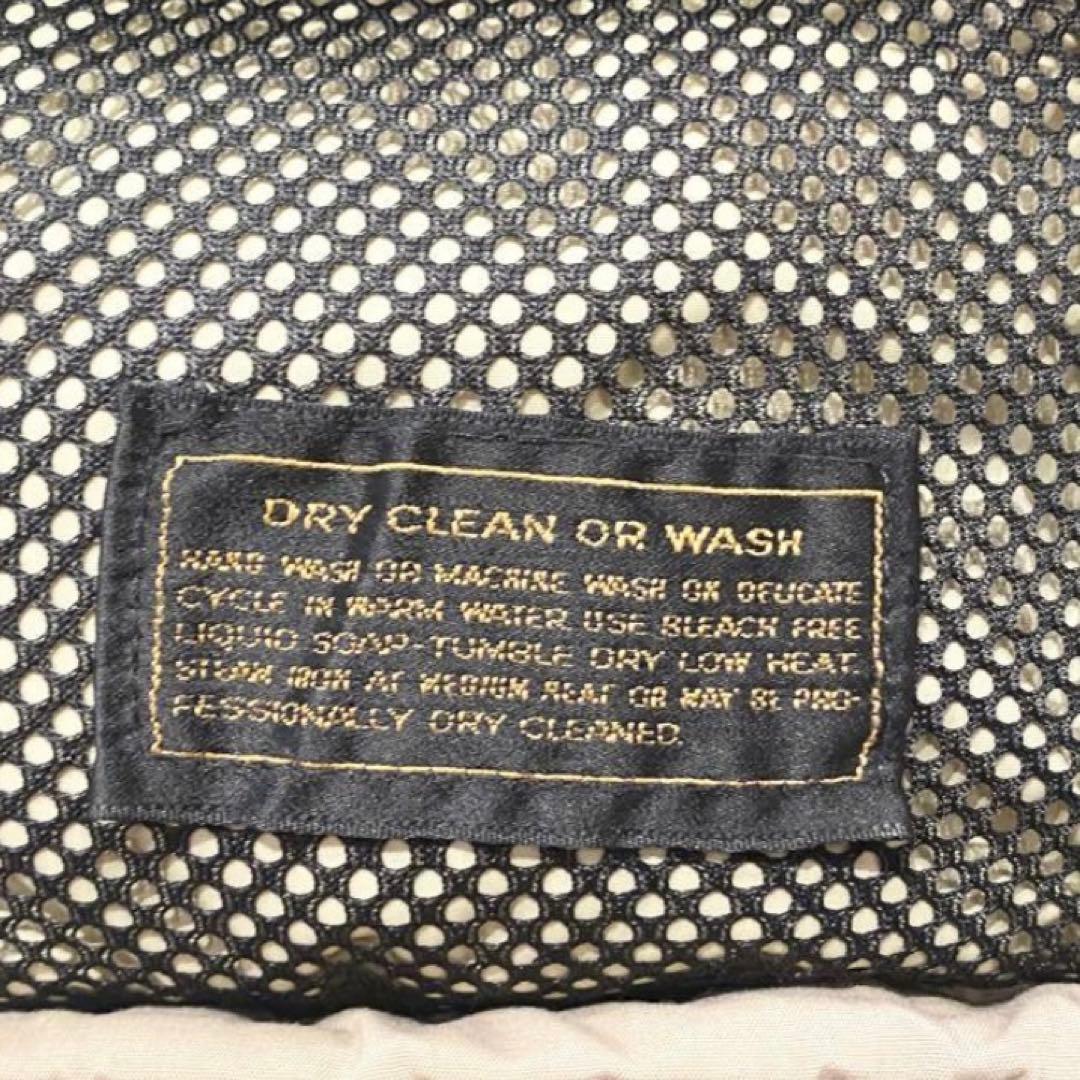 DRY CLEAN OR WASH
HAND WASH OR MACHINE WASH ON DELICATE
CYCLE IN WARM WATER USE BLEACH FREE
LIQUID SOAP-TUMBLE DRY LOW HEAT.
STEAM IRON AT MEDIUM HEAT OR MAY BE PRO-
FESSIONALLY DRY CLEANED.